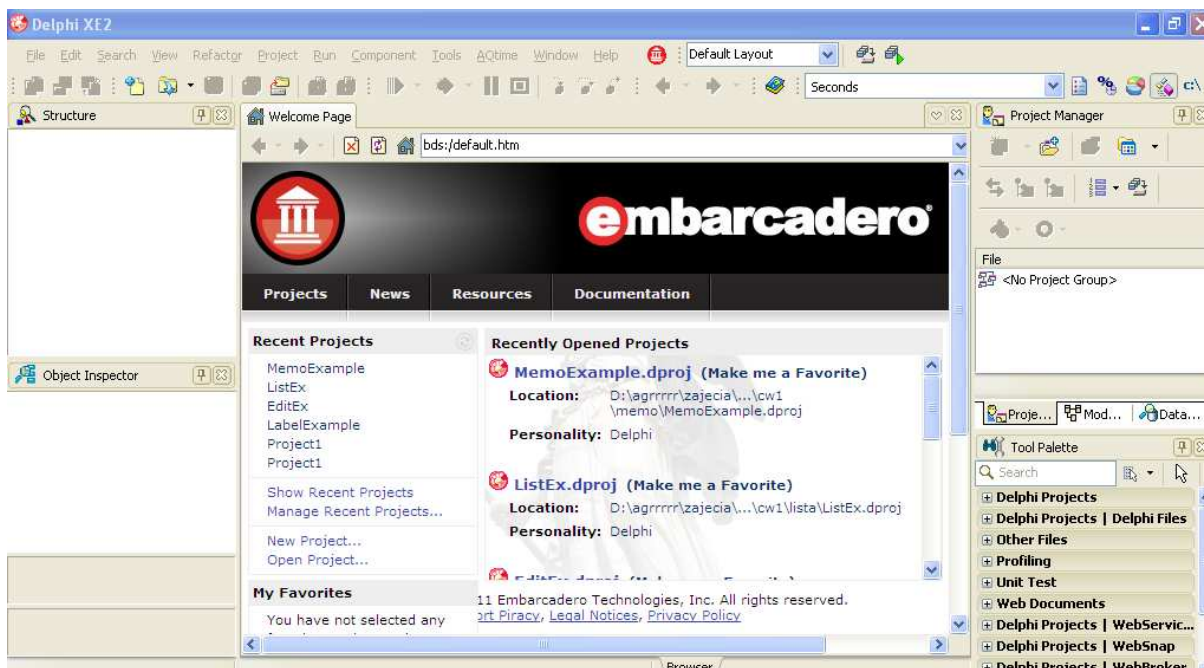 Delphi XE2
File Edit Search View Refactor Project Run Component Tools AQtime Window Help Default Layout
Seconds c:\
Structure
Welcome Page
Project Manager
bds:/default.htm
embarcadero®
Projects News Resources Documentation
File
<No Project Group>
Recent Projects
MemoExample
ListEx
EditEx
LabelExample
Project1
Project1
Show Recent Projects
Manage Recent Projects...
New Project...
Open Project...
My Favorites
You have not selected any
Recently Opened Projects
MemoExample.dproj (Make me a Favorite)
Location: D:\agrrrrr\zajecia\...\cw1
\memo\MemoExample.dproj
Personality: Delphi
ListEx.dproj (Make me a Favorite)
Location: D:\agrrrrr\zajecia\...\cw1\lista\ListEx.dproj
Personality: Delphi
11 Embarcadero Technologies, Inc. All rights reserved.
ort Piracy, Legal Notices, Privacy Policy
Browser
Object Inspector
Proje... Mod... Data...
Tool Palette
Search
Delphi Projects
Delphi Projects | Delphi Files
Other Files
Profiling
Unit Test
Web Documents
Delphi Projects | WebServic...
Delphi Projects | WebSnap
Delphi Projects | WebBroker